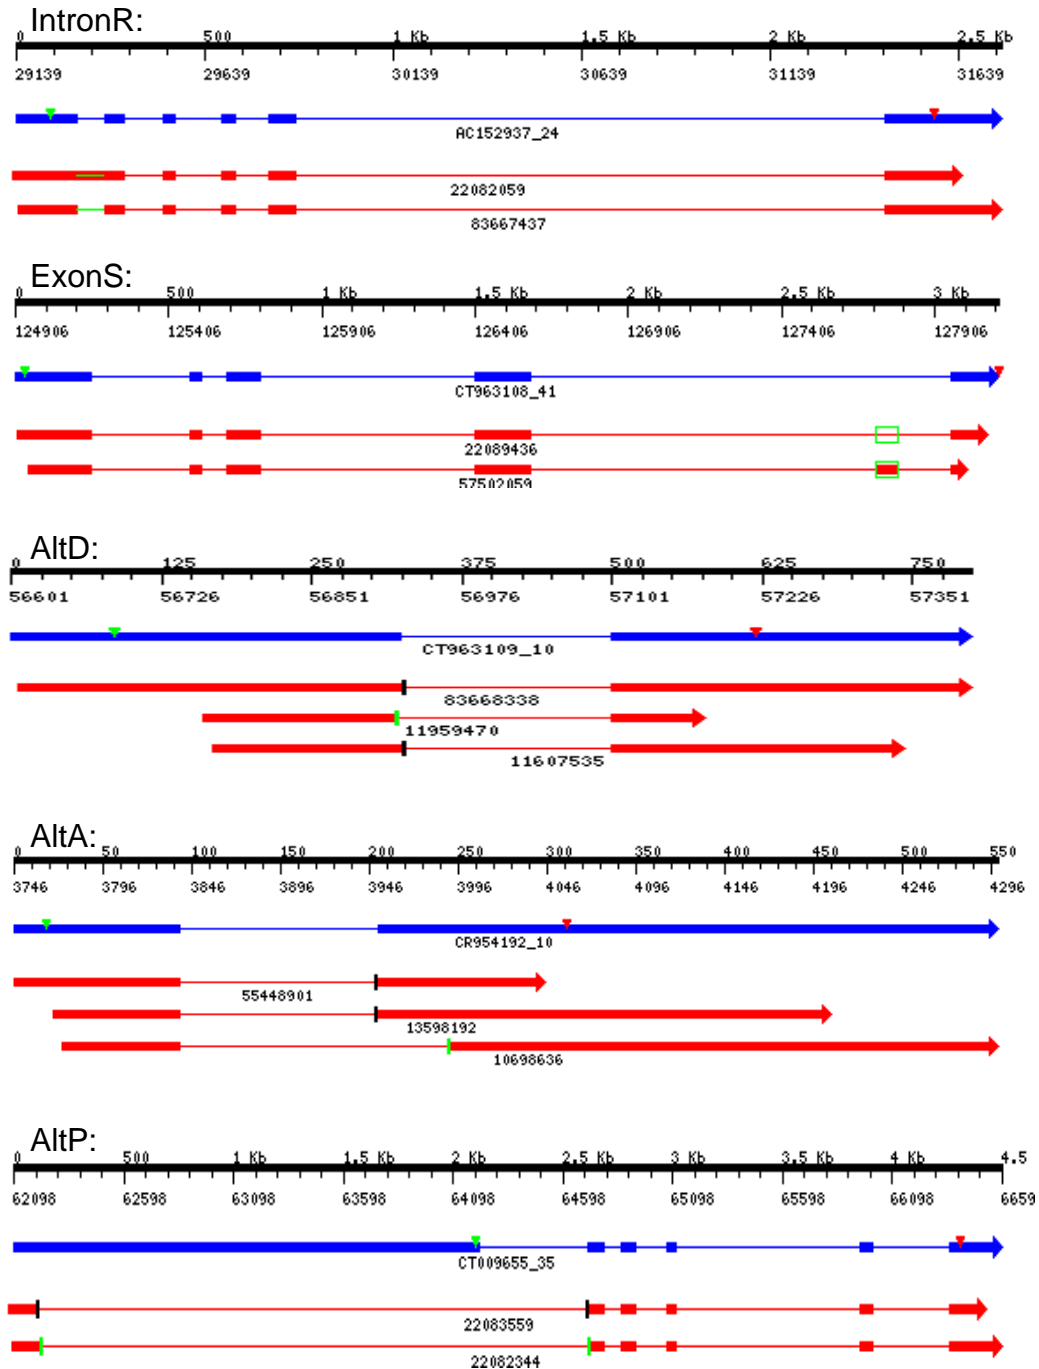 IntronR:
0 500 1 Kb 1.5 Kb 2 Kb 2.5 Kb
29139 29639 30139 30639 31139 31639
AC152937_24
22082059
83667437
ExonS:
0 500 1 Kb 1.5 Kb 2 Kb 2.5 Kb 3 Kb
124906 125406 125906 126406 126906 127406 127906
CT963108_41
22089436
57502059
AltD:
0 125 250 375 500 625 750
56601 56726 56851 56976 57101 57226 57351
CT963109_10
83668338
11959470
11607535
AltA:
0 50 100 150 200 250 300 350 400 450 500 550
3746 3796 3846 3896 3946 3996 4046 4096 4146 4196 4246 4296
CR954192_10
55448901
13598192
10698636
AltP:
0 500 1 Kb 1.5 Kb 2 Kb 2.5 Kb 3 Kb 3.5 Kb 4 Kb 4.5
62098 62598 63098 63598 64098 64598 65098 65598 66098 6659
CT009655_35
22083559
22082344